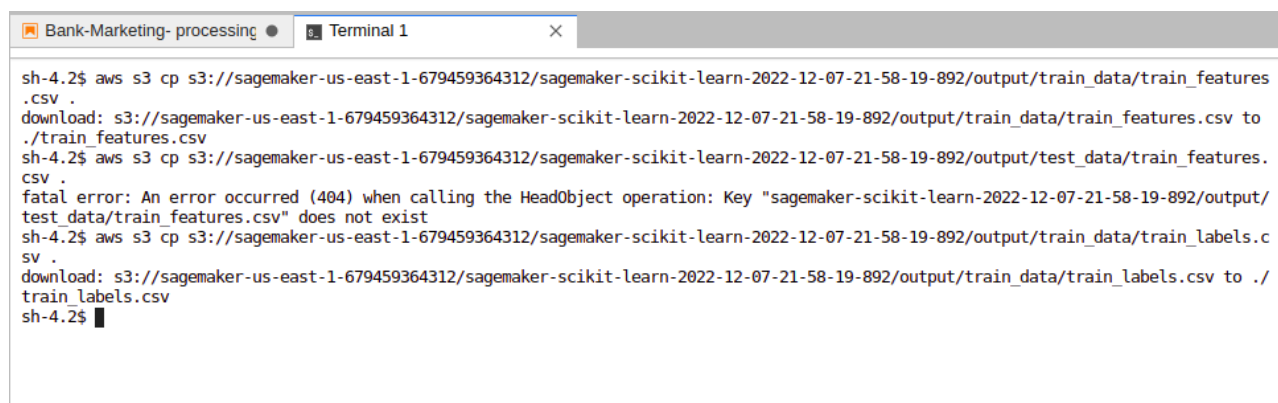 Bank-Marketing- processing
Terminal 1
sh-4.2$ aws s3 cp s3://sagemaker-us-east-1-679459364312/sagemaker-scikit-learn-2022-12-07-21-58-19-892/output/train_data/train_features
.csv .
download: s3://sagemaker-us-east-1-679459364312/sagemaker-scikit-learn-2022-12-07-21-58-19-892/output/train_data/train_features.csv to
./train_features.csv
sh-4.2$ aws s3 cp s3://sagemaker-us-east-1-679459364312/sagemaker-scikit-learn-2022-12-07-21-58-19-892/output/test_data/train_features.
csv .
fatal error: An error occurred (404) when calling the HeadObject operation: Key "sagemaker-scikit-learn-2022-12-07-21-58-19-892/output/
test_data/train_features.csv" does not exist
sh-4.2$ aws s3 cp s3://sagemaker-us-east-1-679459364312/sagemaker-scikit-learn-2022-12-07-21-58-19-892/output/train_data/train_labels.c
sv .
download: s3://sagemaker-us-east-1-679459364312/sagemaker-scikit-learn-2022-12-07-21-58-19-892/output/train_data/train_labels.csv to ./
train_labels.csv
sh-4.2$